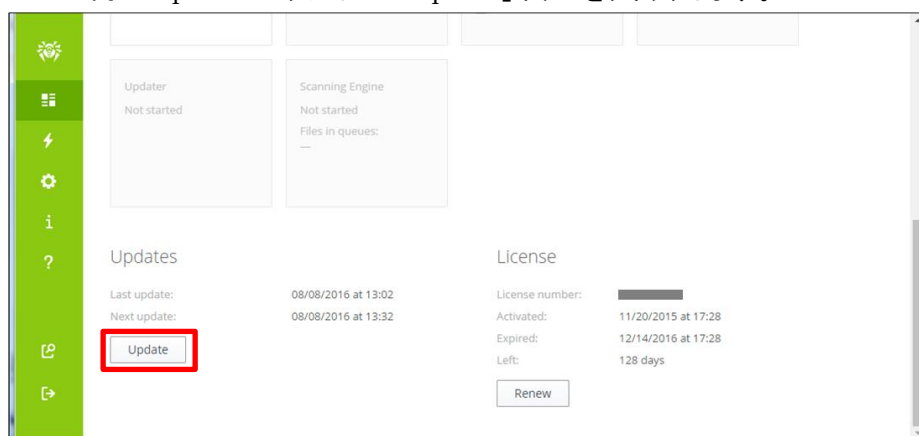 Updater
Not started
Scanning Engine
Not started
Files in queues:
—
Updates
Last update: 08/08/2016 at 13:02
Next update: 08/08/2016 at 13:32
Update
License
License number:
Activated: 11/20/2015 at 17:28
Expired: 12/14/2016 at 17:28
Left: 128 days
Renew